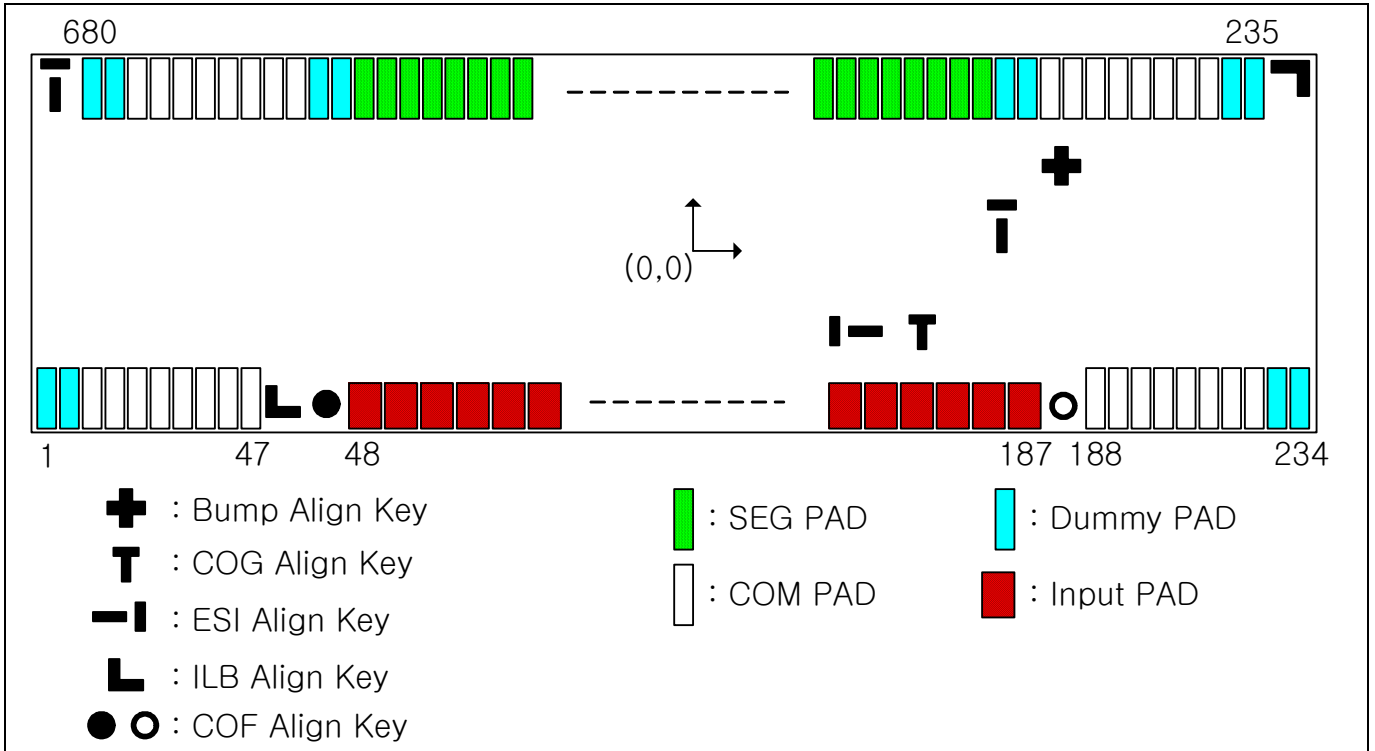 680 235
(0,0)
1 47 48 187 188 234
: Bump Align Key
: COG Align Key
: ESI Align Key
: ILB Align Key
: COF Align Key
: SEG PAD
: COM PAD
: Dummy PAD
: Input PAD